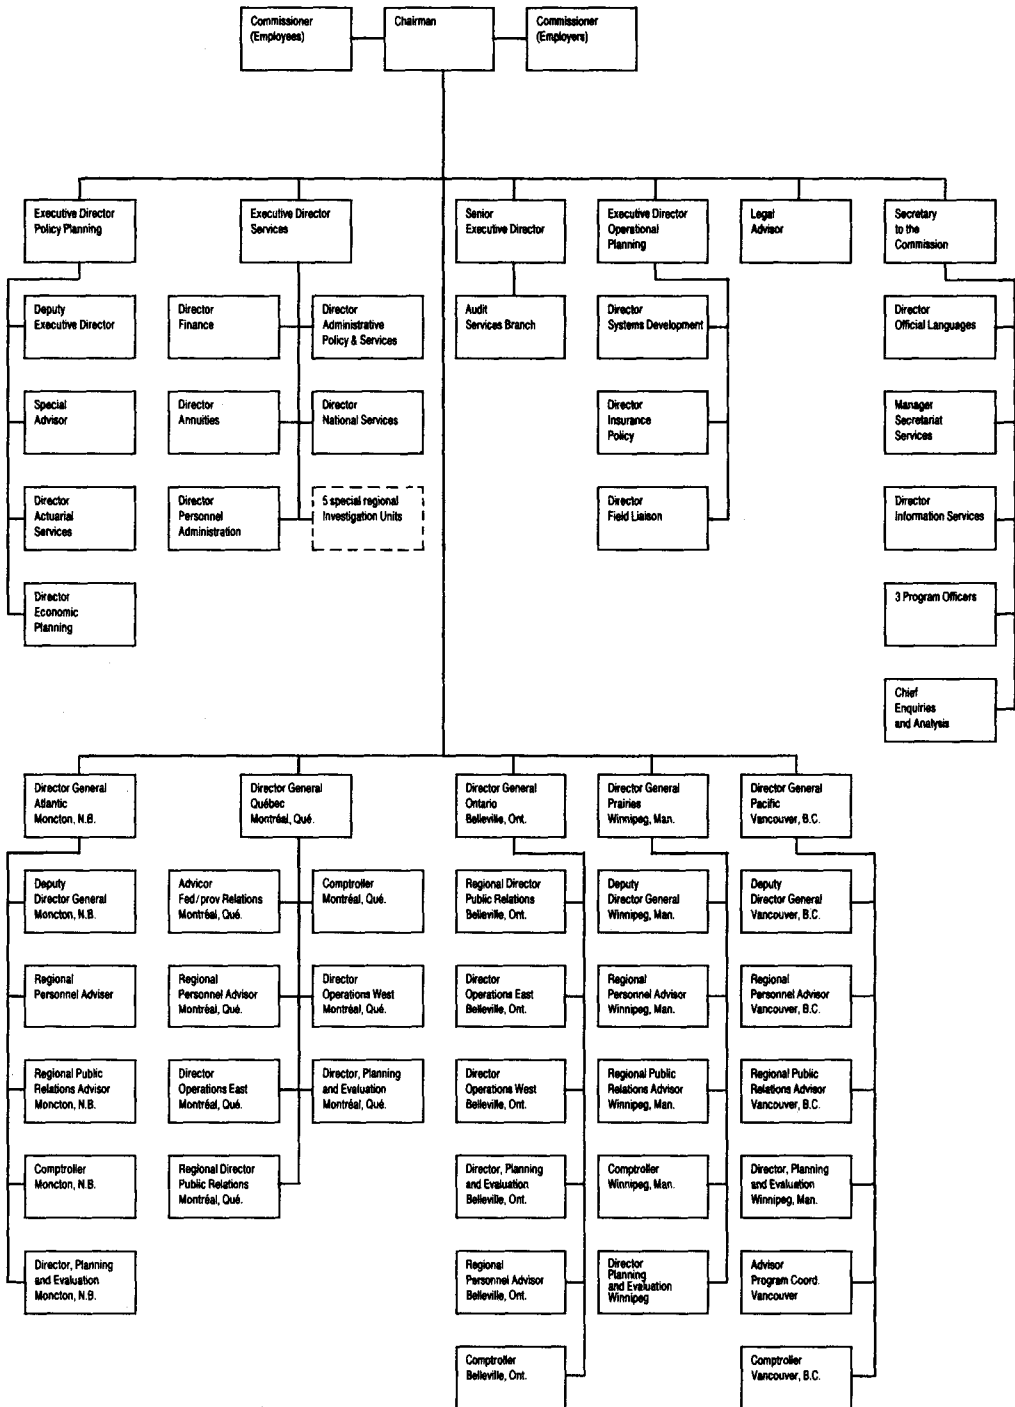 Commissioner
(Employees)
Chairman
Commissioner
(Employers)
Executive Director
Policy Planning
Executive Director
Services
Senior
Executive Director
Executive Director
Operational
Planning
Legal
Advisor
Secretary
to the
Commission
Deputy
Executive Director
Director
Finance
Director
Administrative
Policy & Services
Audit
Services Branch
Director
Systems Development
Director
Official Languages
Special
Advisor
Director
Annuities
Director
National Services
Director
Insurance
Policy
Manager
Secretariat
Services
Director
Actuarial
Services
Director
Personnel
Administration
5 special regional
Investigation Units
Director
Field Liaison
Director
Information Services
Director
Economic
Planning
3 Program Officers
Chief
Enquiries
and Analysis
Director General
Atlantic
Moncton, N.B.
Director General
Québec
Montréal, Qué.
Director General
Ontario
Belleville, Ont.
Director General
Prairies
Winnipeg, Man.
Director General
Pacific
Vancouver, B.C.
Deputy
Director General
Moncton, N.B.
Advicor
Fed/prov Relations
Montréal, Qué.
Comptroller
Montréal, Qué.
Regional Director
Public Relations
Belleville, Ont.
Deputy
Director General
Winnipeg, Man.
Deputy
Director General
Vancouver, B.C.
Regional
Personnel Adviser
Regional
Personnel Advisor
Montréal, Qué.
Director
Operations West
Montréal, Qué.
Director
Operations East
Belleville, Ont.
Regional
Personnel Advisor
Winnipeg, Man.
Regional
Personnel Advisor
Vancouver, B.C.
Regional Public
Relations Advisor
Moncton, N.B.
Director
Operations East
Montréal, Qué.
Director, Planning
and Evaluation
Montréal, Qué.
Director
Operations West
Belleville, Ont.
Regional Public
Relations Advisor
Winnipeg, Man.
Regional Public
Relations Advisor
Vancouver, B.C.
Comptroller
Moncton, N.B.
Regional Director
Public Relations
Montréal, Qué.
Director, Planning
and Evaluation
Belleville, Ont.
Comptroller
Winnipeg, Man.
Director, Planning
and Evaluation
Winnipeg, Man.
Director, Planning
and Evaluation
Moncton, N.B.
Regional
Personnel Advisor
Belleville, Ont.
Director
Planning
and Evaluation
Winnipeg
Advisor
Program Coord.
Vancouver
Comptroller
Belleville, Ont.
Comptroller
Vancouver, B.C.